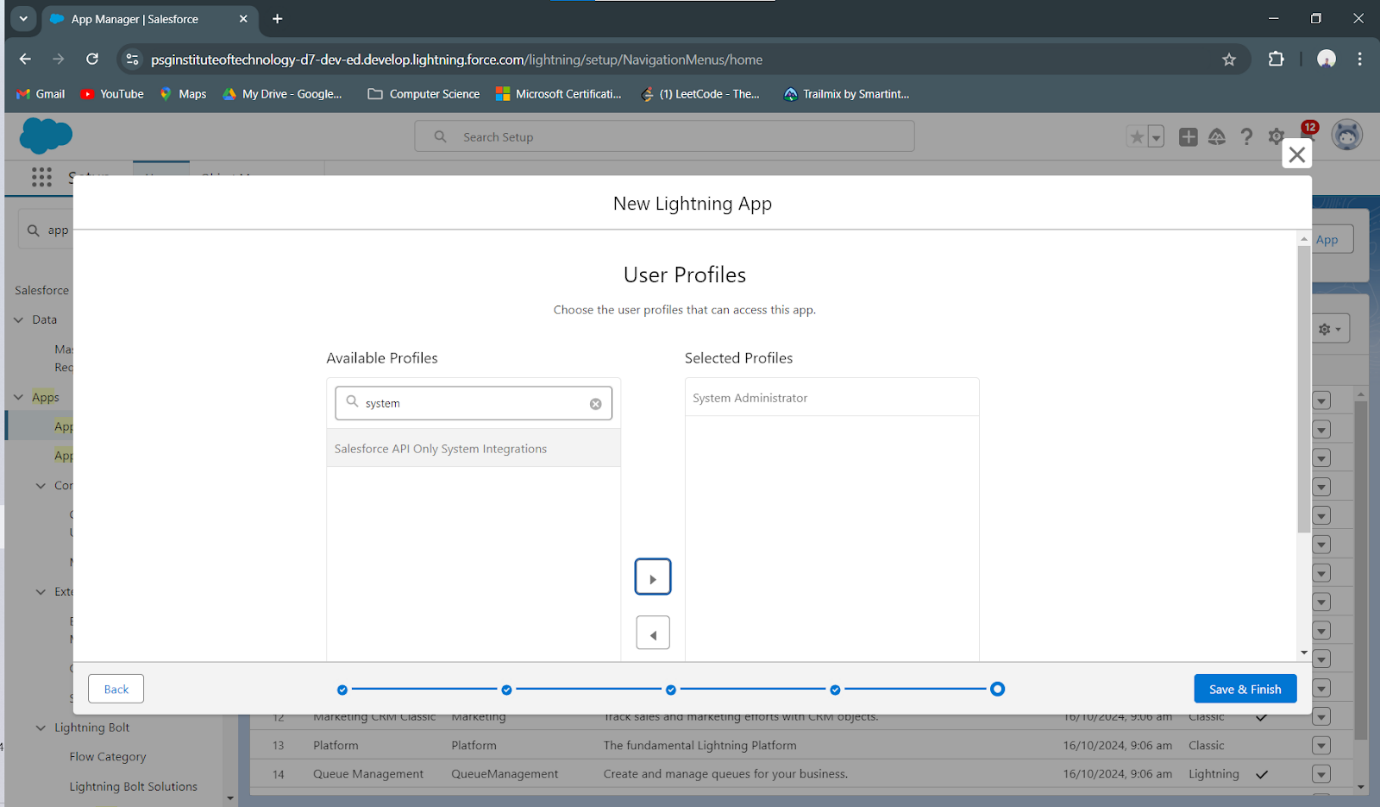 App Manager | Salesforce
psginstituteoftechnology-d7-dev-ed.develop.lightning.force.com/lightning/setup/NavigationMenus/home
Gmail YouTube Maps My Drive - Google... Computer Science Microsoft Certificati... (1) LeetCode - The... Trailmix by Smartint...
Search Setup 12
New Lightning App
app
App
User Profiles
Choose the user profiles that can access this app.
Salesforce
Data
Available Profiles Selected Profiles
Apps
system
System Administrator
App
Salesforce API Only System Integrations
App
Back
Save & Finish
12 Marketing CRM Classic Marketing Track sales and marketing efforts with CRM objects. 16/10/2024, 9:06 am Classic
Lightning Bolt
13 Platform Platform The fundamental Lightning Platform 16/10/2024, 9:06 am Classic
Flow Category
14 Queue Management QueueManagement Create and manage queues for your business. 16/10/2024, 9:06 am Lightning
Lightning Bolt Solutions